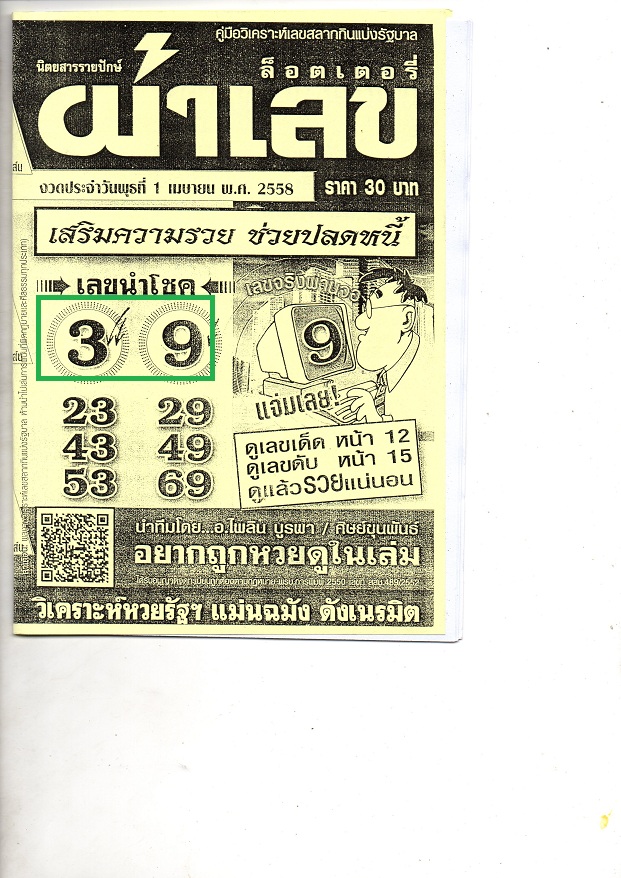 คู่มือวิเคราะห์เลขสลากกินแบ่งรัฐบาล
นิตยสารรายปักษ์
ล็อตเตอรี่
ผ่าเลข
งวดประจำวันพุธที่ 1 เมษายน พ.ศ. 2558
ราคา 30 บาท
เสริมความรวย ช่วยปลดหนี้
เลขนำโชค
3 9
23 29
43 49
53 69
เลขจริงพลุนวอ
9
แจ่มเลย!
ดูเลขเด็ด หน้า 12
ดูเลขดับ หน้า 15
ดูแล้วรวยแน่นอน
นำทีมโดย..อ.ไพลิน บูรพา / ศิษย์ขุนพันธ์
อยากถูกหวยดูในเล่ม
วิเคราะห์หวยรัฐฯ แม่นฉมัง ดังเนรมิต